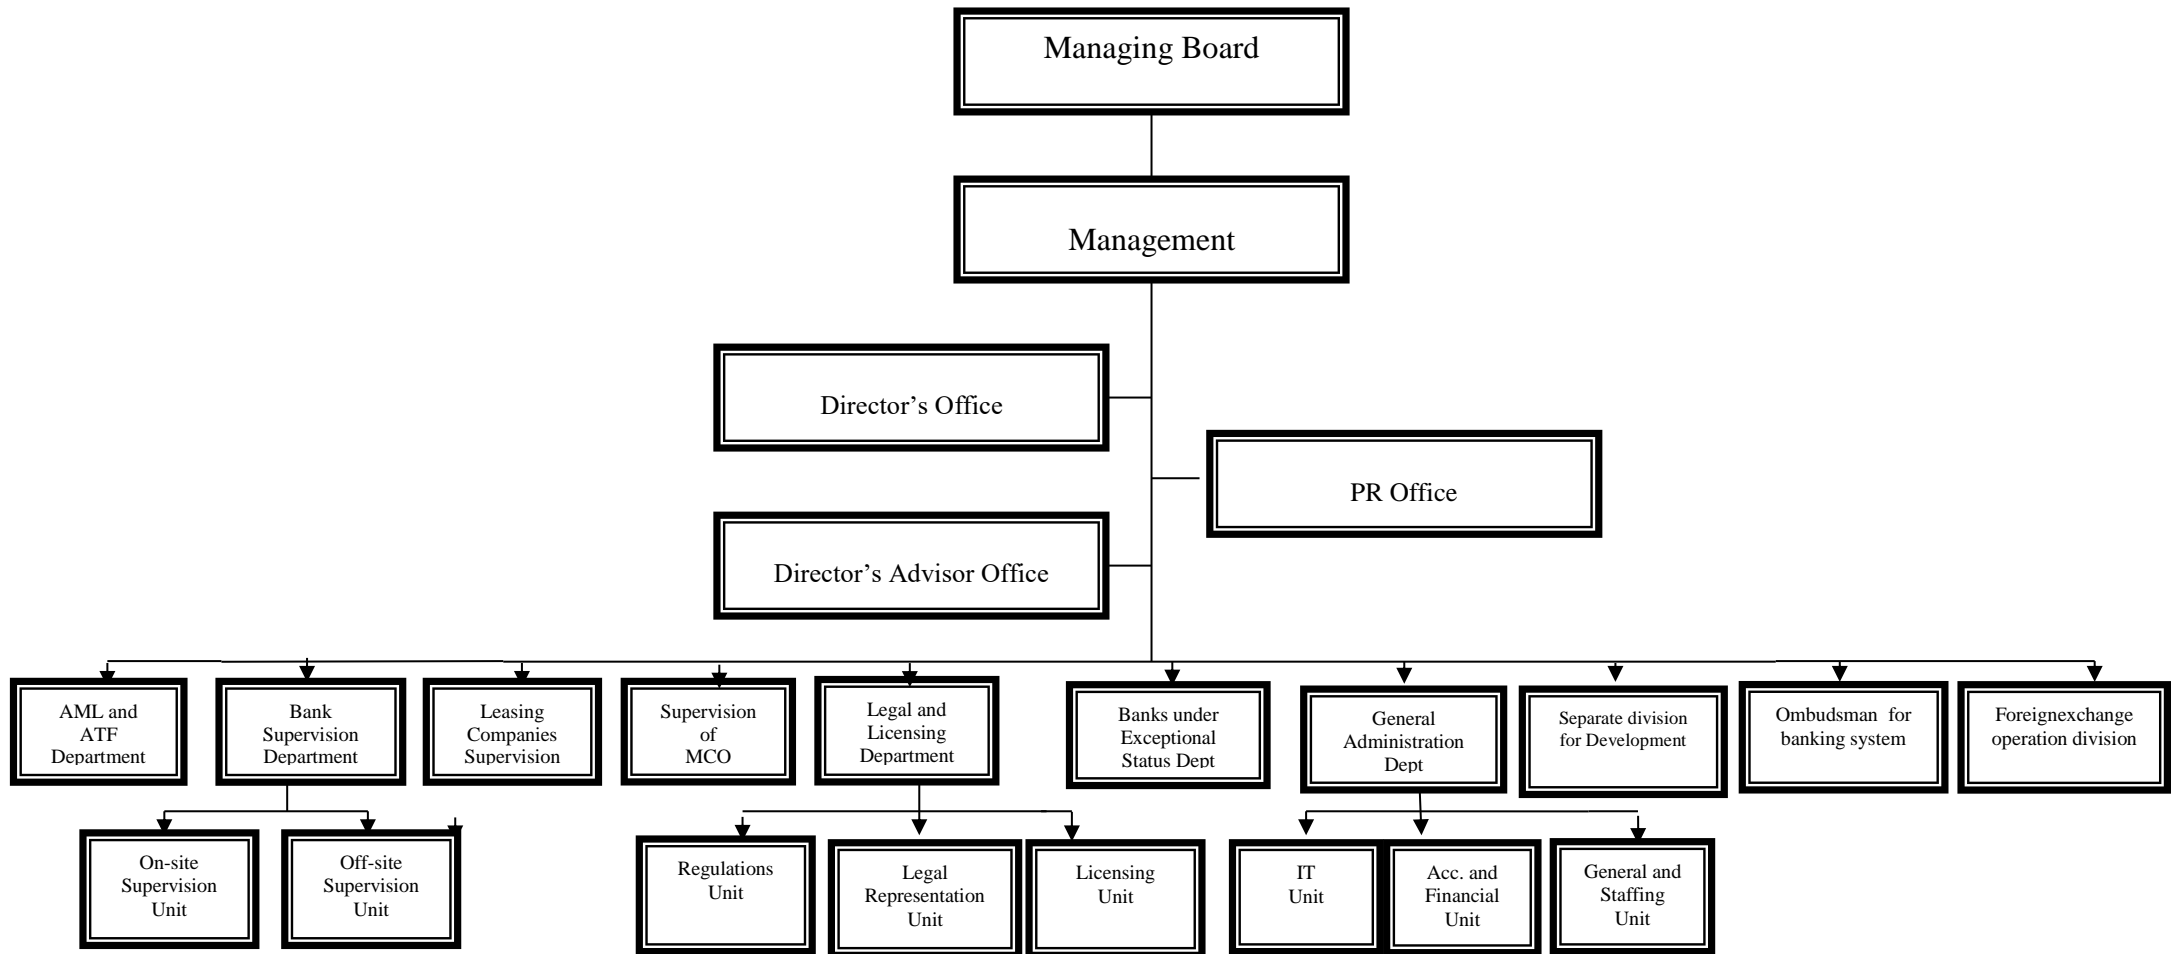 Managing Board
Management
Director’s Office
PR Office
Director’s Advisor Office
AML and
ATF
Department
Bank
Supervision
Department
Leasing
Companies
Supervision
Supervision
of
MCO
Legal and
Licensing
Department
Banks under
Exceptional
Status Dept
General
Administration
Dept
Separate division
for Development
Ombudsman for
banking system
Foreignexchange
operation division
On-site
Supervision
Unit
Off-site
Supervision
Unit
Regulations
Unit
Legal
Representation
Unit
Licensing
Unit
IT
Unit
Acc. and
Financial
Unit
General and
Staffing
Unit